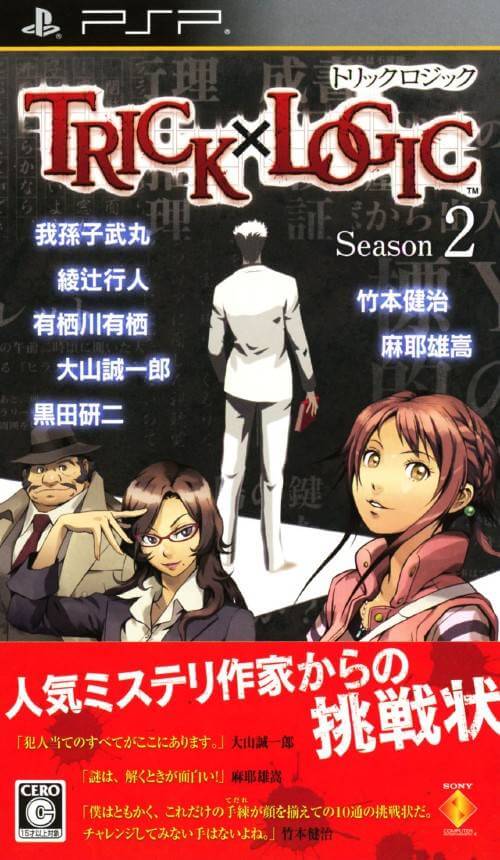 PSP
トリックロジック
TRICK×LOGIC™
Season 2
我孫子武丸
綾辻行人
有栖川有栖
大山誠一郎
黒田研二
竹本健治
麻耶雄嵩
人気ミステリ作家からの
挑戦状
「犯人当てのすべてがここにあります。」大山誠一郎
「謎は、解くときが面白い!」麻耶雄嵩
「僕はともかく、これだけの手練が顔を揃えての10通の挑戦状だ。
てだれ
チャレンジしてみない手はないよね。」竹本健治
CERO
C
15才以上対象
SONY
COMPUTER ENTERTAINMENT